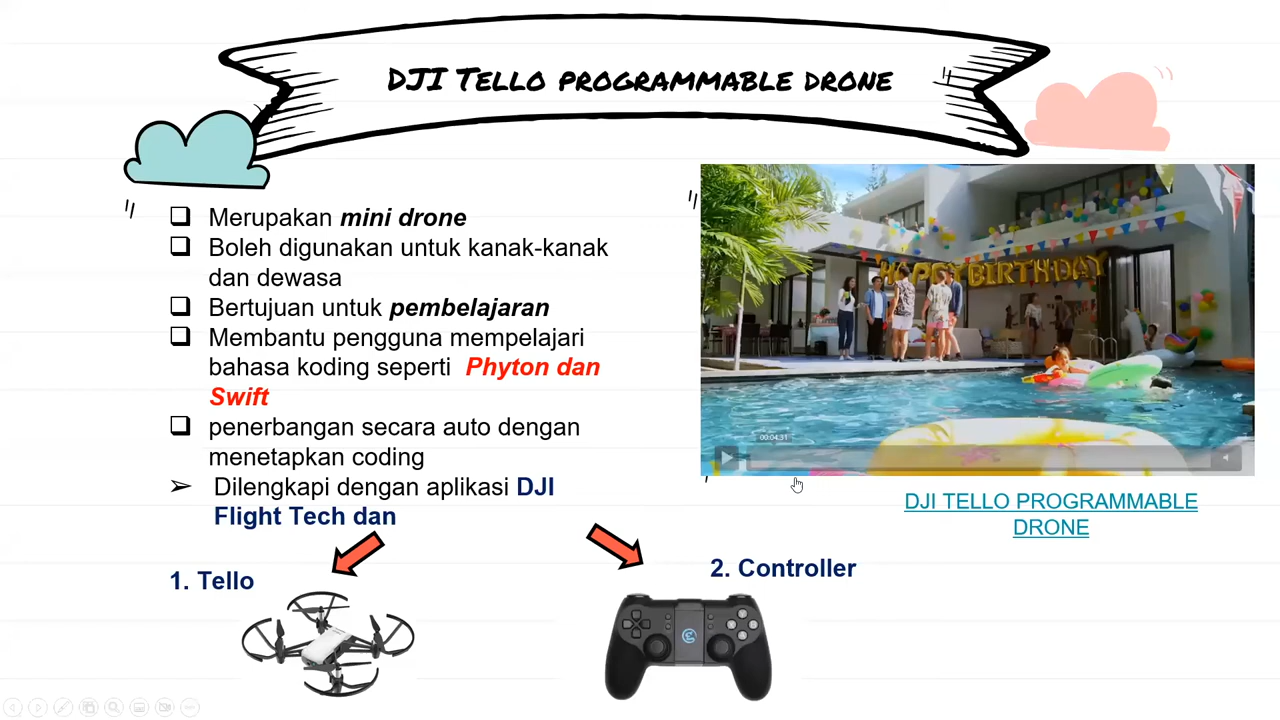 DJI Tello programmable drone
Merupakan mini drone
Boleh digunakan untuk kanak-kanak
dan dewasa
Bertujuan untuk pembelajaran
Membantu pengguna mempelajari
bahasa koding seperti Phyton dan
Swift
penerbangan secara auto dengan
menetapkan coding
Dilengkapi dengan aplikasi DJI
Flight Tech dan
1. Tello
HAPPY BIRTHDAY
00:04.31
DJI TELLO PROGRAMMABLE
DRONE
2. Controller